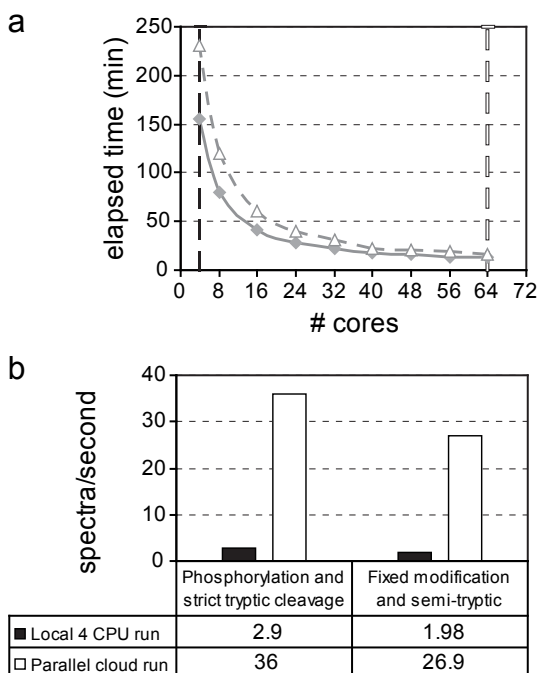 a
elapsed time (min)
250
200
150
100
50
0
0 8 16 24 32 40 48 56 64 72
# cores
b
spectra/second
40
30
20
10
0
Phosphorylation and strict tryptic cleavage
Fixed modification and semi-tryptic
Local 4 CPU run 2.9 1.98
Parallel cloud run 36 26.9